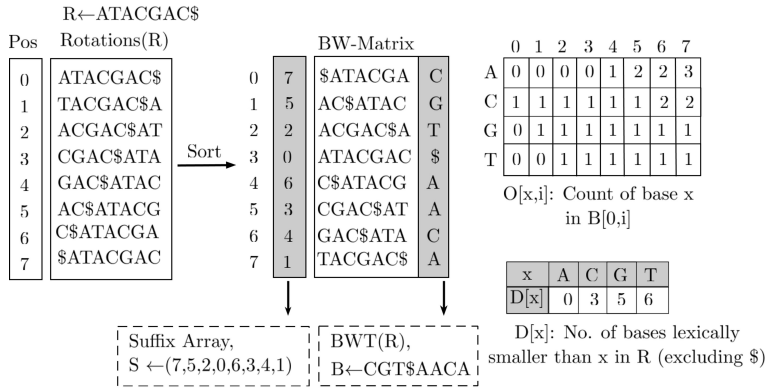 R←ATACGAC$
Pos Rotations(R)
0 ATACGAC$
1 TACGAC$A
2 ACGAC$AT
3 CGAC$ATA
4 GAC$ATAC
5 AC$ATACG
6 C$ATACGA
7 $ATACGAC
Sort
BW-Matrix
0 7 $ATACGA C
1 5 AC$ATAC G
2 2 ACGAC$A T
3 0 ATACGAC $
4 6 C$ATACG A
5 3 CGAC$AT A
6 4 GAC$ATA C
7 1 TACGAC$ A
Suffix Array,
S ←(7,5,2,0,6,3,4,1)
BWT(R),
B←CGT$AACA
0 1 2 3 4 5 6 7
A 0 0 0 0 1 2 2 3
C 1 1 1 1 1 1 2 2
G 0 1 1 1 1 1 1 1
T 0 0 1 1 1 1 1 1
O[x,i]: Count of base x
in B[0,i]
x A C G T
D[x] 0 3 5 6
D[x]: No. of bases lexically
smaller than x in R (excluding $)